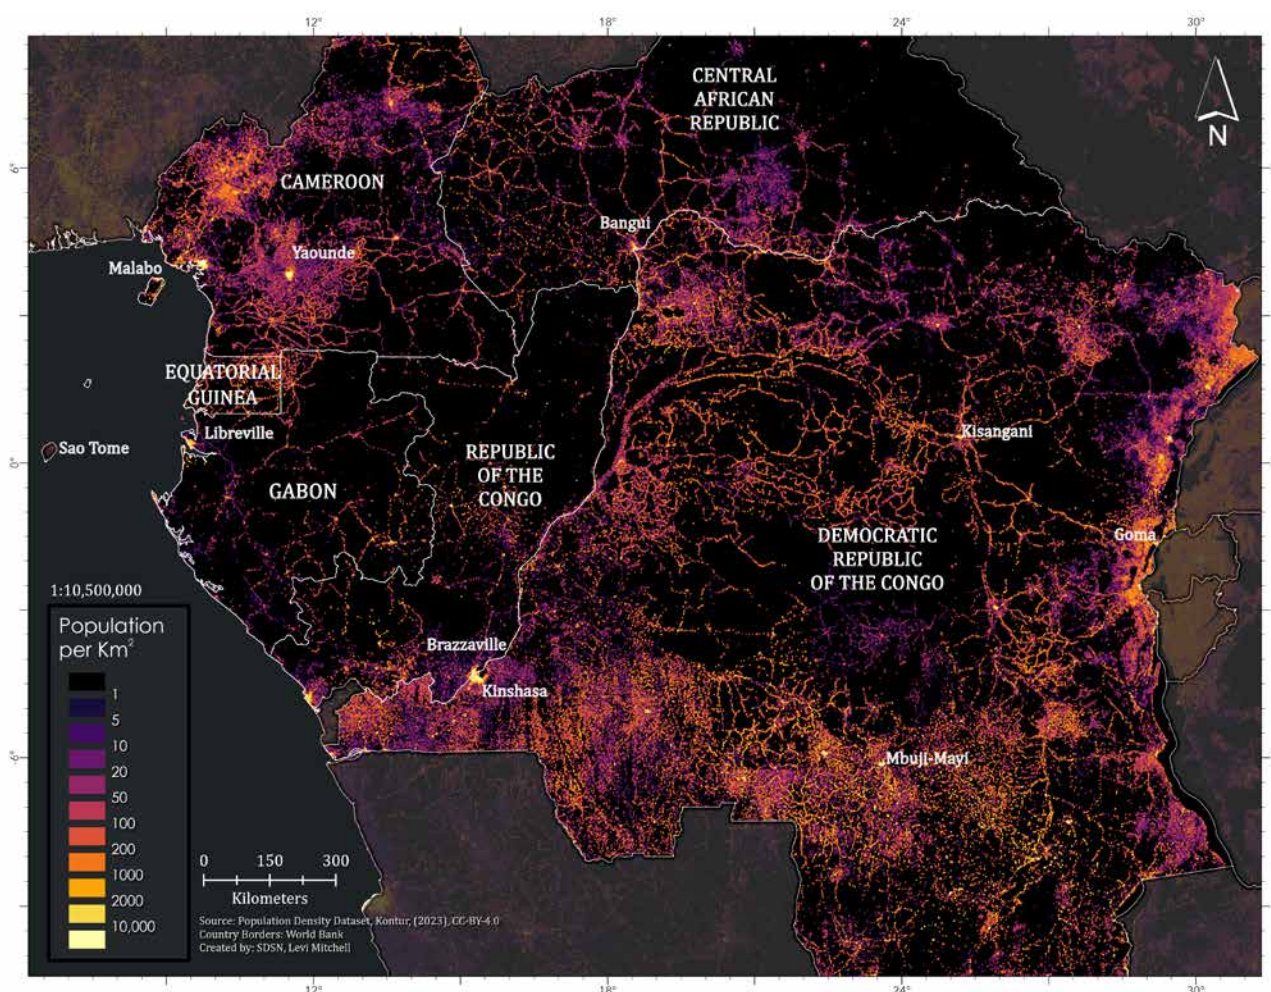 12°
18°
24°
30°
N
CENTRAL
AFRICAN
REPUBLIC
6°
CAMEROON
Bangui
Yaounde
Malabo
EQUATORIAL
GUINEA
Libreville
Kisangani
Sao Tome
0°
REPUBLIC
OF THE
CONGO
GABON
DEMOCRATIC
REPUBLIC
OF THE CONGO
Goma
1:10,500,000
Population
per Km²
1
5
10
20
50
100
200
1000
2000
10,000
Brazzaville
Kinshasa
6°
Mbuji-Mayi
0 150 300
Kilometers
Source: Population Density Dataset, Kontur, (2023), CC-BY-4.0
Country Borders: World Bank
Created by: SDSN, Levi Mitchell
12°
18°
24°
30°